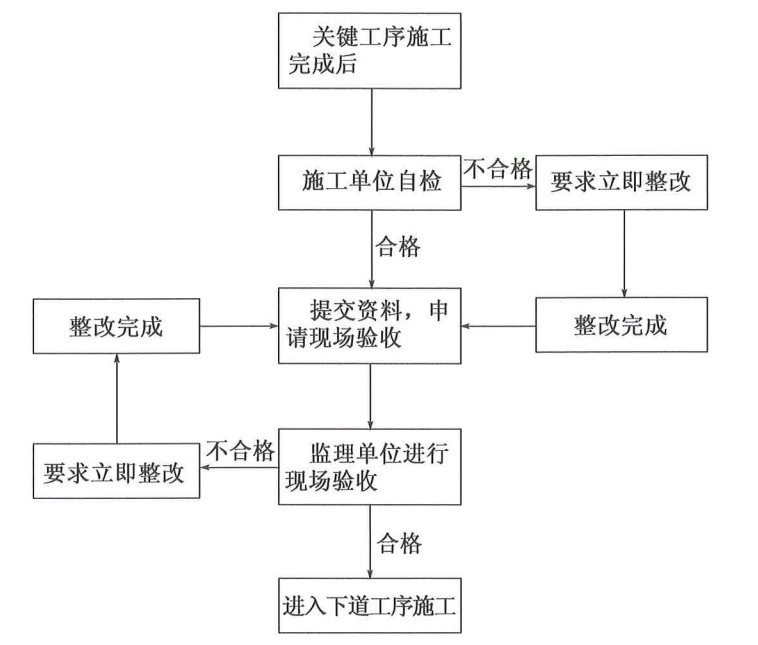 关键工序施工
完成后
施工单位自检
不合格
要求立即整改
合格
整改完成
提交资料，申
请现场验收
整改完成
要求立即整改
不合格
监理单位进行
现场验收
合格
进入下道工序施工